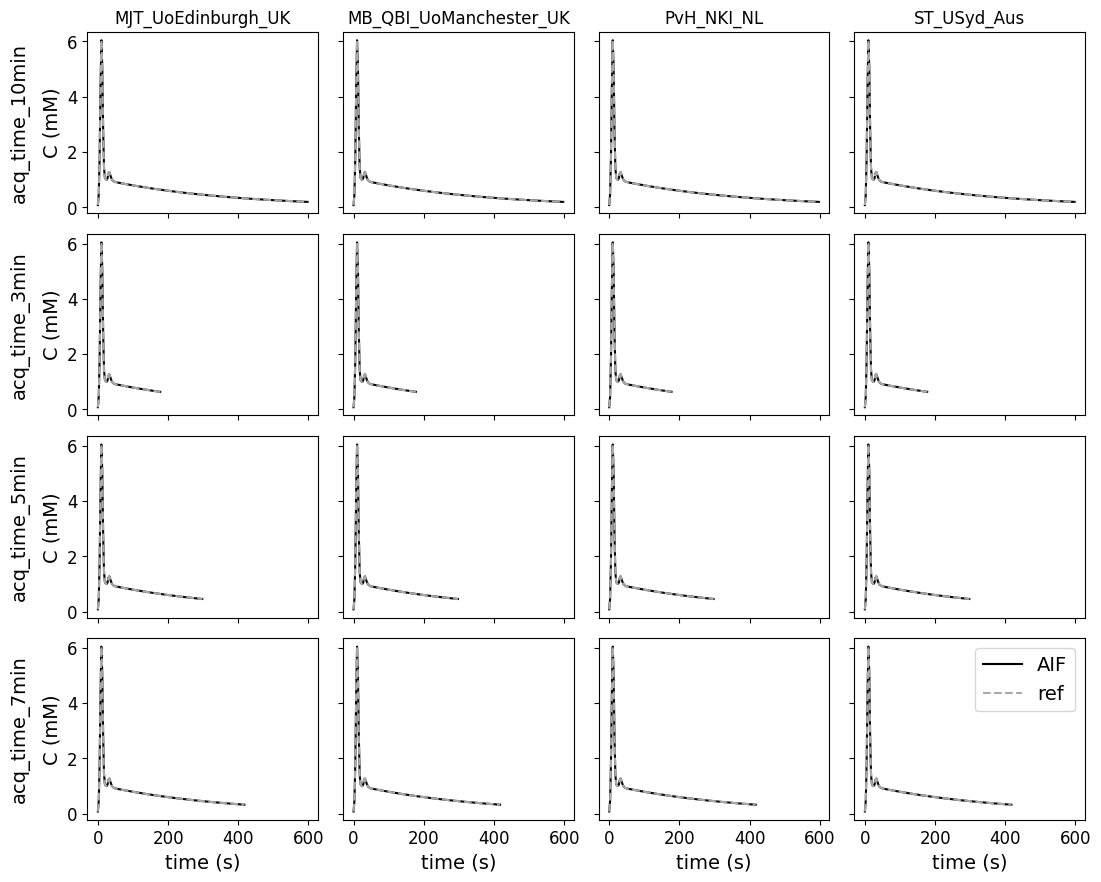 MJT_UoEdinburgh_UK MB_QBI_UoManchester_UK PvH_NKI_NL ST_USyd_Aus
acq_time_10min
C (mM)
6
4
2
0
acq_time_3min
C (mM)
6
4
2
0
acq_time_5min
C (mM)
6
4
2
0
acq_time_7min
C (mM)
6
4
2
0
AIF
ref
0 200 400 600 0 200 400 600 0 200 400 600 0 200 400 600
time (s) time (s) time (s) time (s)